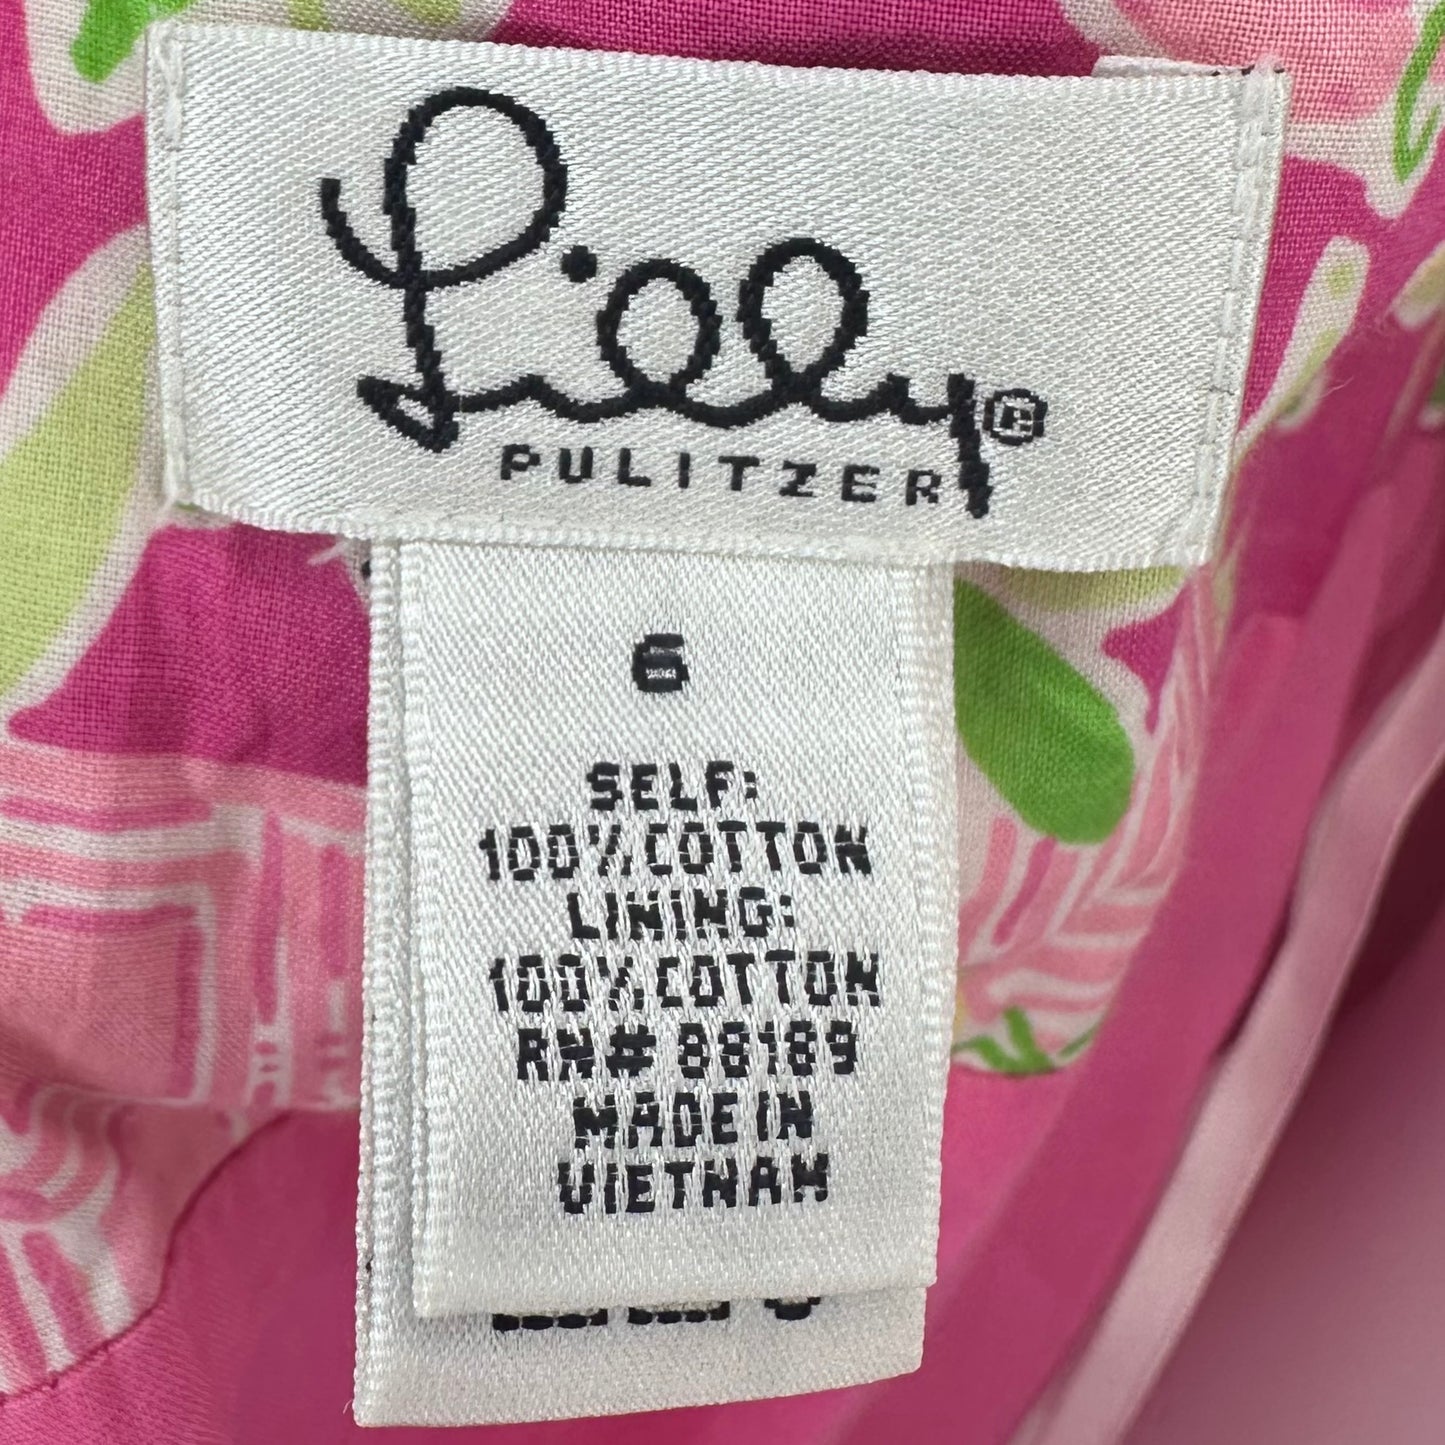 Lilly®
PULITZER
6
SELF:
100% COTTON
LINING:
100% COTTON
RN# 88189
MADE IN
VIETNAM